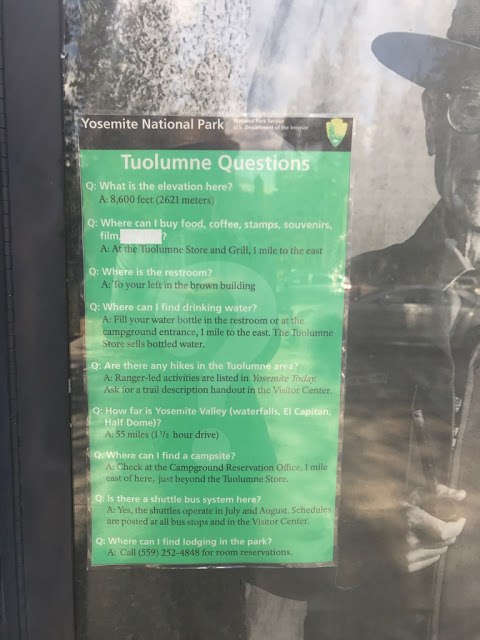 Yosemite National Park
National Park Service
U.S. Department of the Interior
Tuolumne Questions
Q: What is the elevation here?
A: 8,600 feet (2621 meters)
Q: Where can I buy food, coffee, stamps, souvenirs,
film, ?
A: At the Tuolumne Store and Grill, 1 mile to the east
Q: Where is the restroom?
A: To your left in the brown building
Q: Where can I find drinking water?
A: Fill your water bottle in the restroom or at the
campground entrance, 1 mile to the east. The Tuolumne
Store sells bottled water.
Q: Are there any hikes in the Tuolumne area?
A: Ranger-led activities are listed in Yosemite Today.
Ask for a trail description handout in the Visitor Center.
Q: How far is Yosemite Valley (waterfalls, El Capitan,
Half Dome)?
A: 55 miles (1 ½ hour drive)
Q: Where can I find a campsite?
A: Check at the Campground Reservation Office, 1 mile
east of here, just beyond the Tuolumne Store.
Q: Is there a shuttle bus system here?
A: Yes, the shuttles operate in July and August. Schedules
are posted at all bus stops and in the Visitor Center.
Q: Where can I find lodging in the park?
A: Call (559) 252-4848 for room reservations.